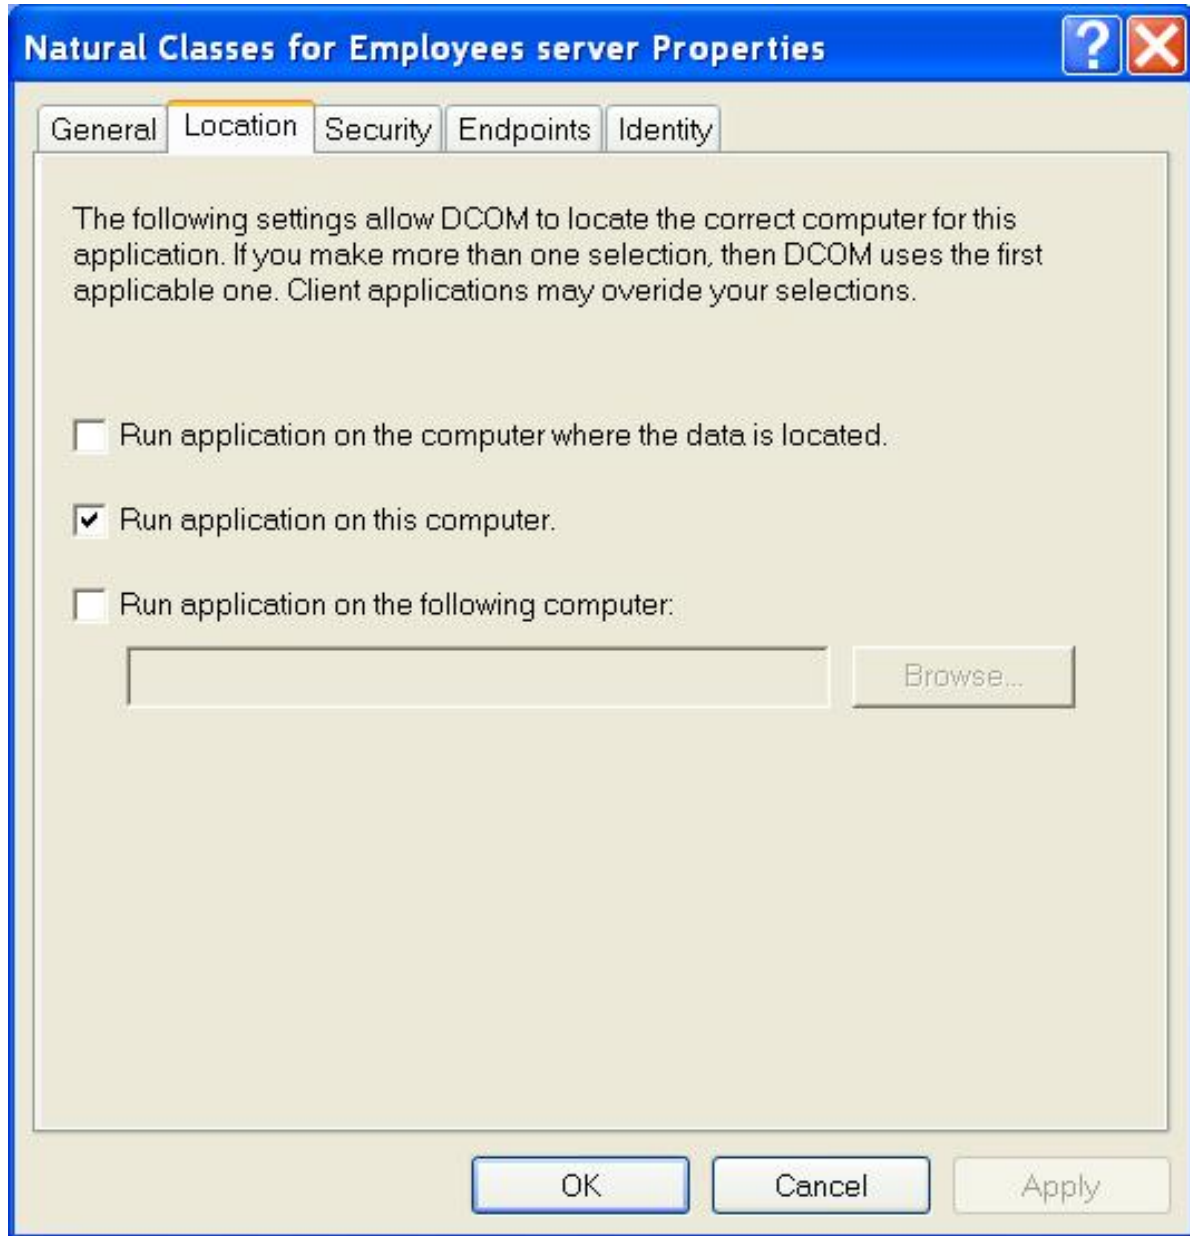 Natural Classes for Employees server Properties
General Location Security Endpoints Identity
The following settings allow DCOM to locate the correct computer for this
application. If you make more than one selection, then DCOM uses the first
applicable one. Client applications may overide your selections.
Run application on the computer where the data is located.
Run application on this computer.
Run application on the following computer:
Browse...
OK Cancel Apply